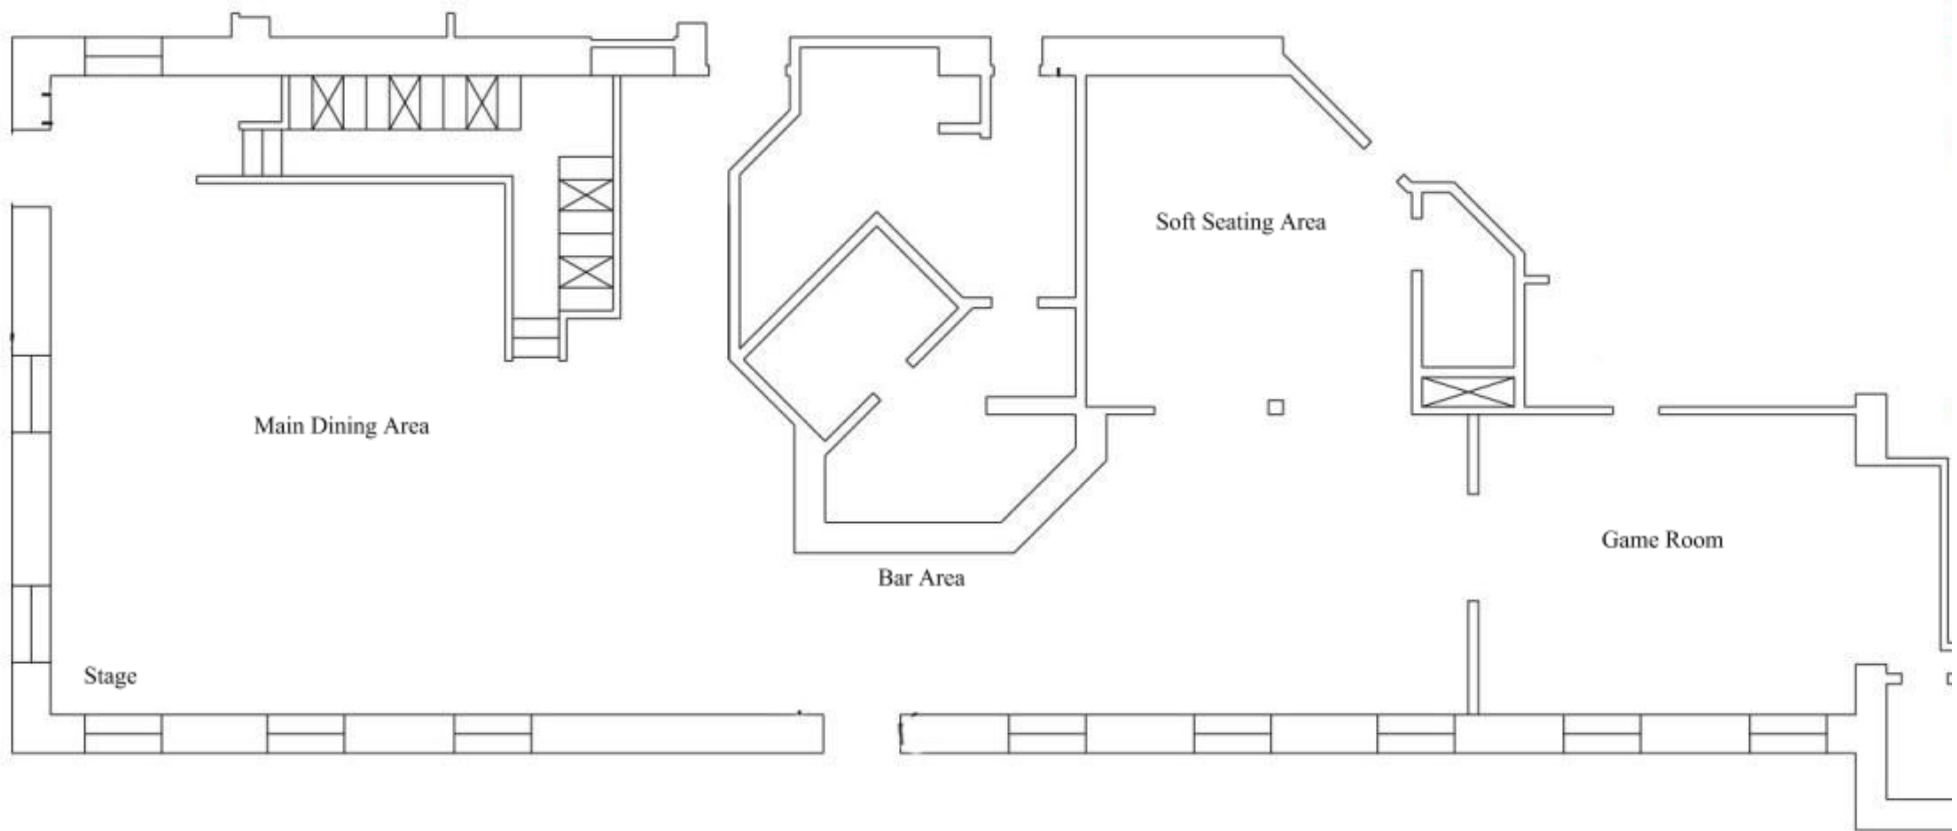 Soft Seating Area
Main Dining Area
Game Room
Bar Area
Stage